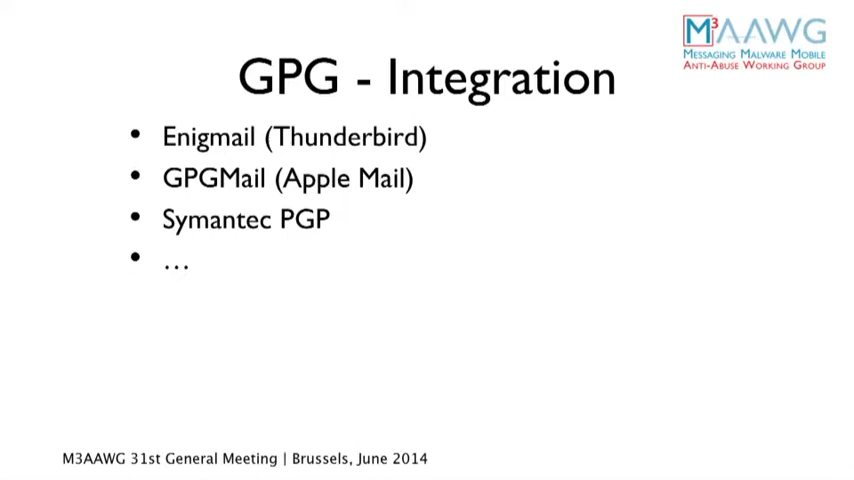 M3AAWG
MESSAGING MALWARE MOBILE
ANTI-ABUSE WORKING GROUP
GPG - Integration
• Enigmail (Thunderbird)
• GPGMail (Apple Mail)
• Symantec PGP
• ...
M3AAWG 31st General Meeting | Brussels, June 2014